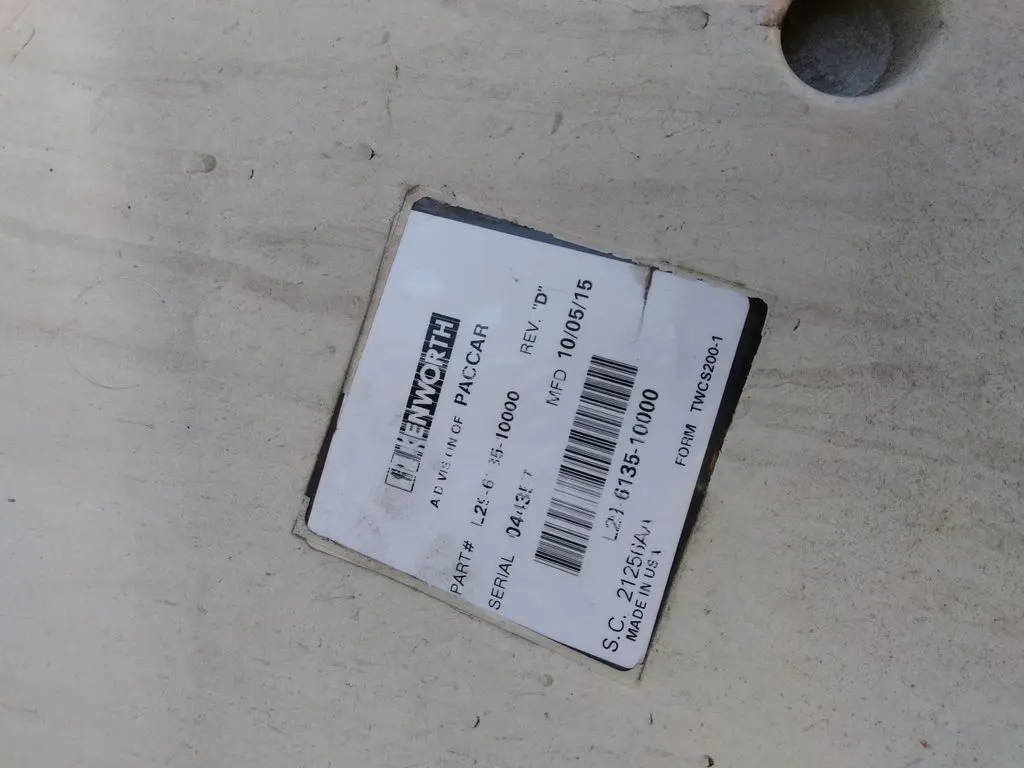 KENWORTH
A DIVISION OF PACCAR
PART# L29-6135-10000 REV. "D"
SERIAL MFD 10/05/15
L29-6135-10000
S.C.
MADE IN USA
FORM TWCS200-1